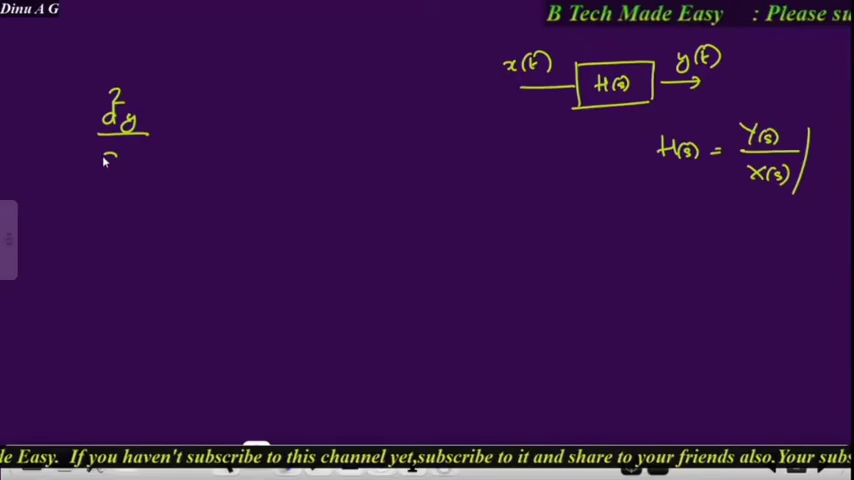 Dinu A G
B Tech Made Easy : Please su
x(t) H(s) y(t)
d²y
H(s) = Y(s) / X(s)
de Easy. If you haven't subscribe to this channel yet,subscribe to it and share to your friends also.Your subs